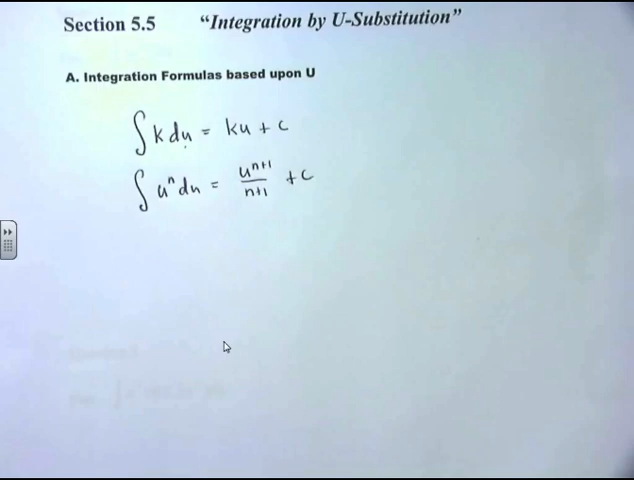 Section 5.5 "Integration by U-Substitution"
A. Integration Formulas based upon U
∫ k du = ku + c
∫ uⁿ du = uⁿ⁺¹/n+1 + c